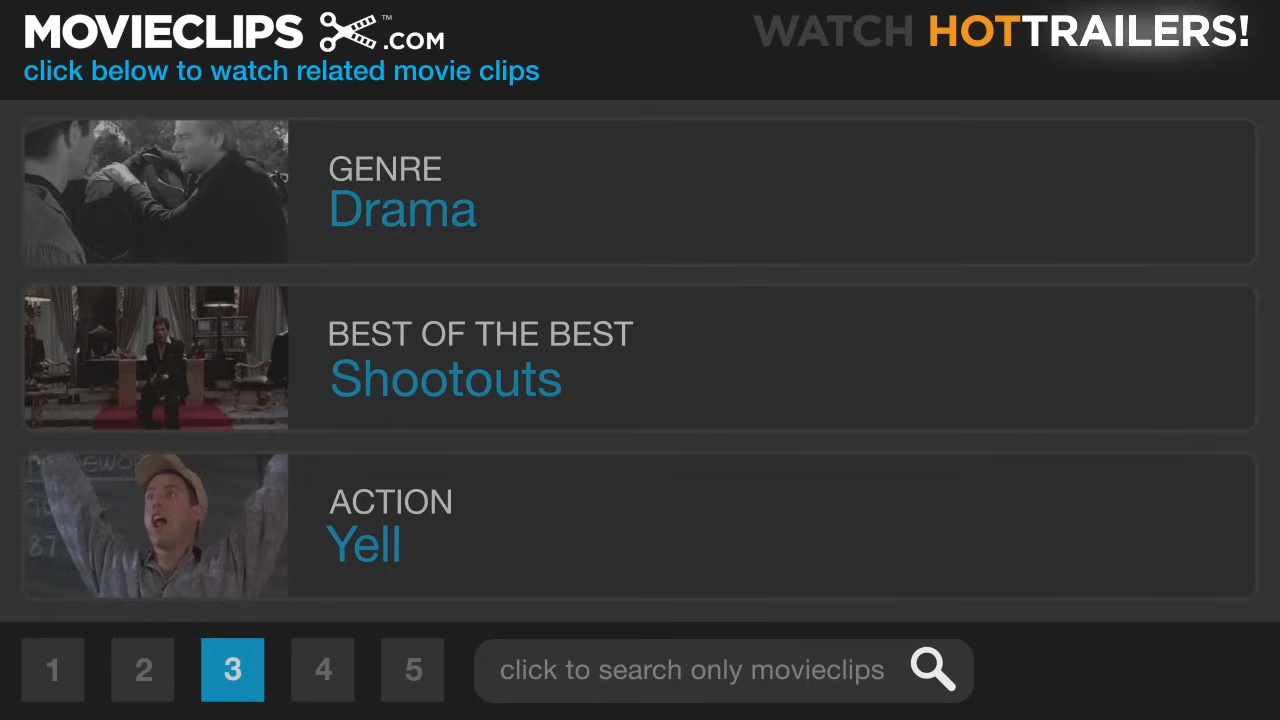 MOVIECLIPS ™ .COM
WATCH HOTTRAILERS!
click below to watch related movie clips
GENRE
Drama
BEST OF THE BEST
Shootouts
ACTION
Yell
87
1 2 3 4 5 click to search only movieclips